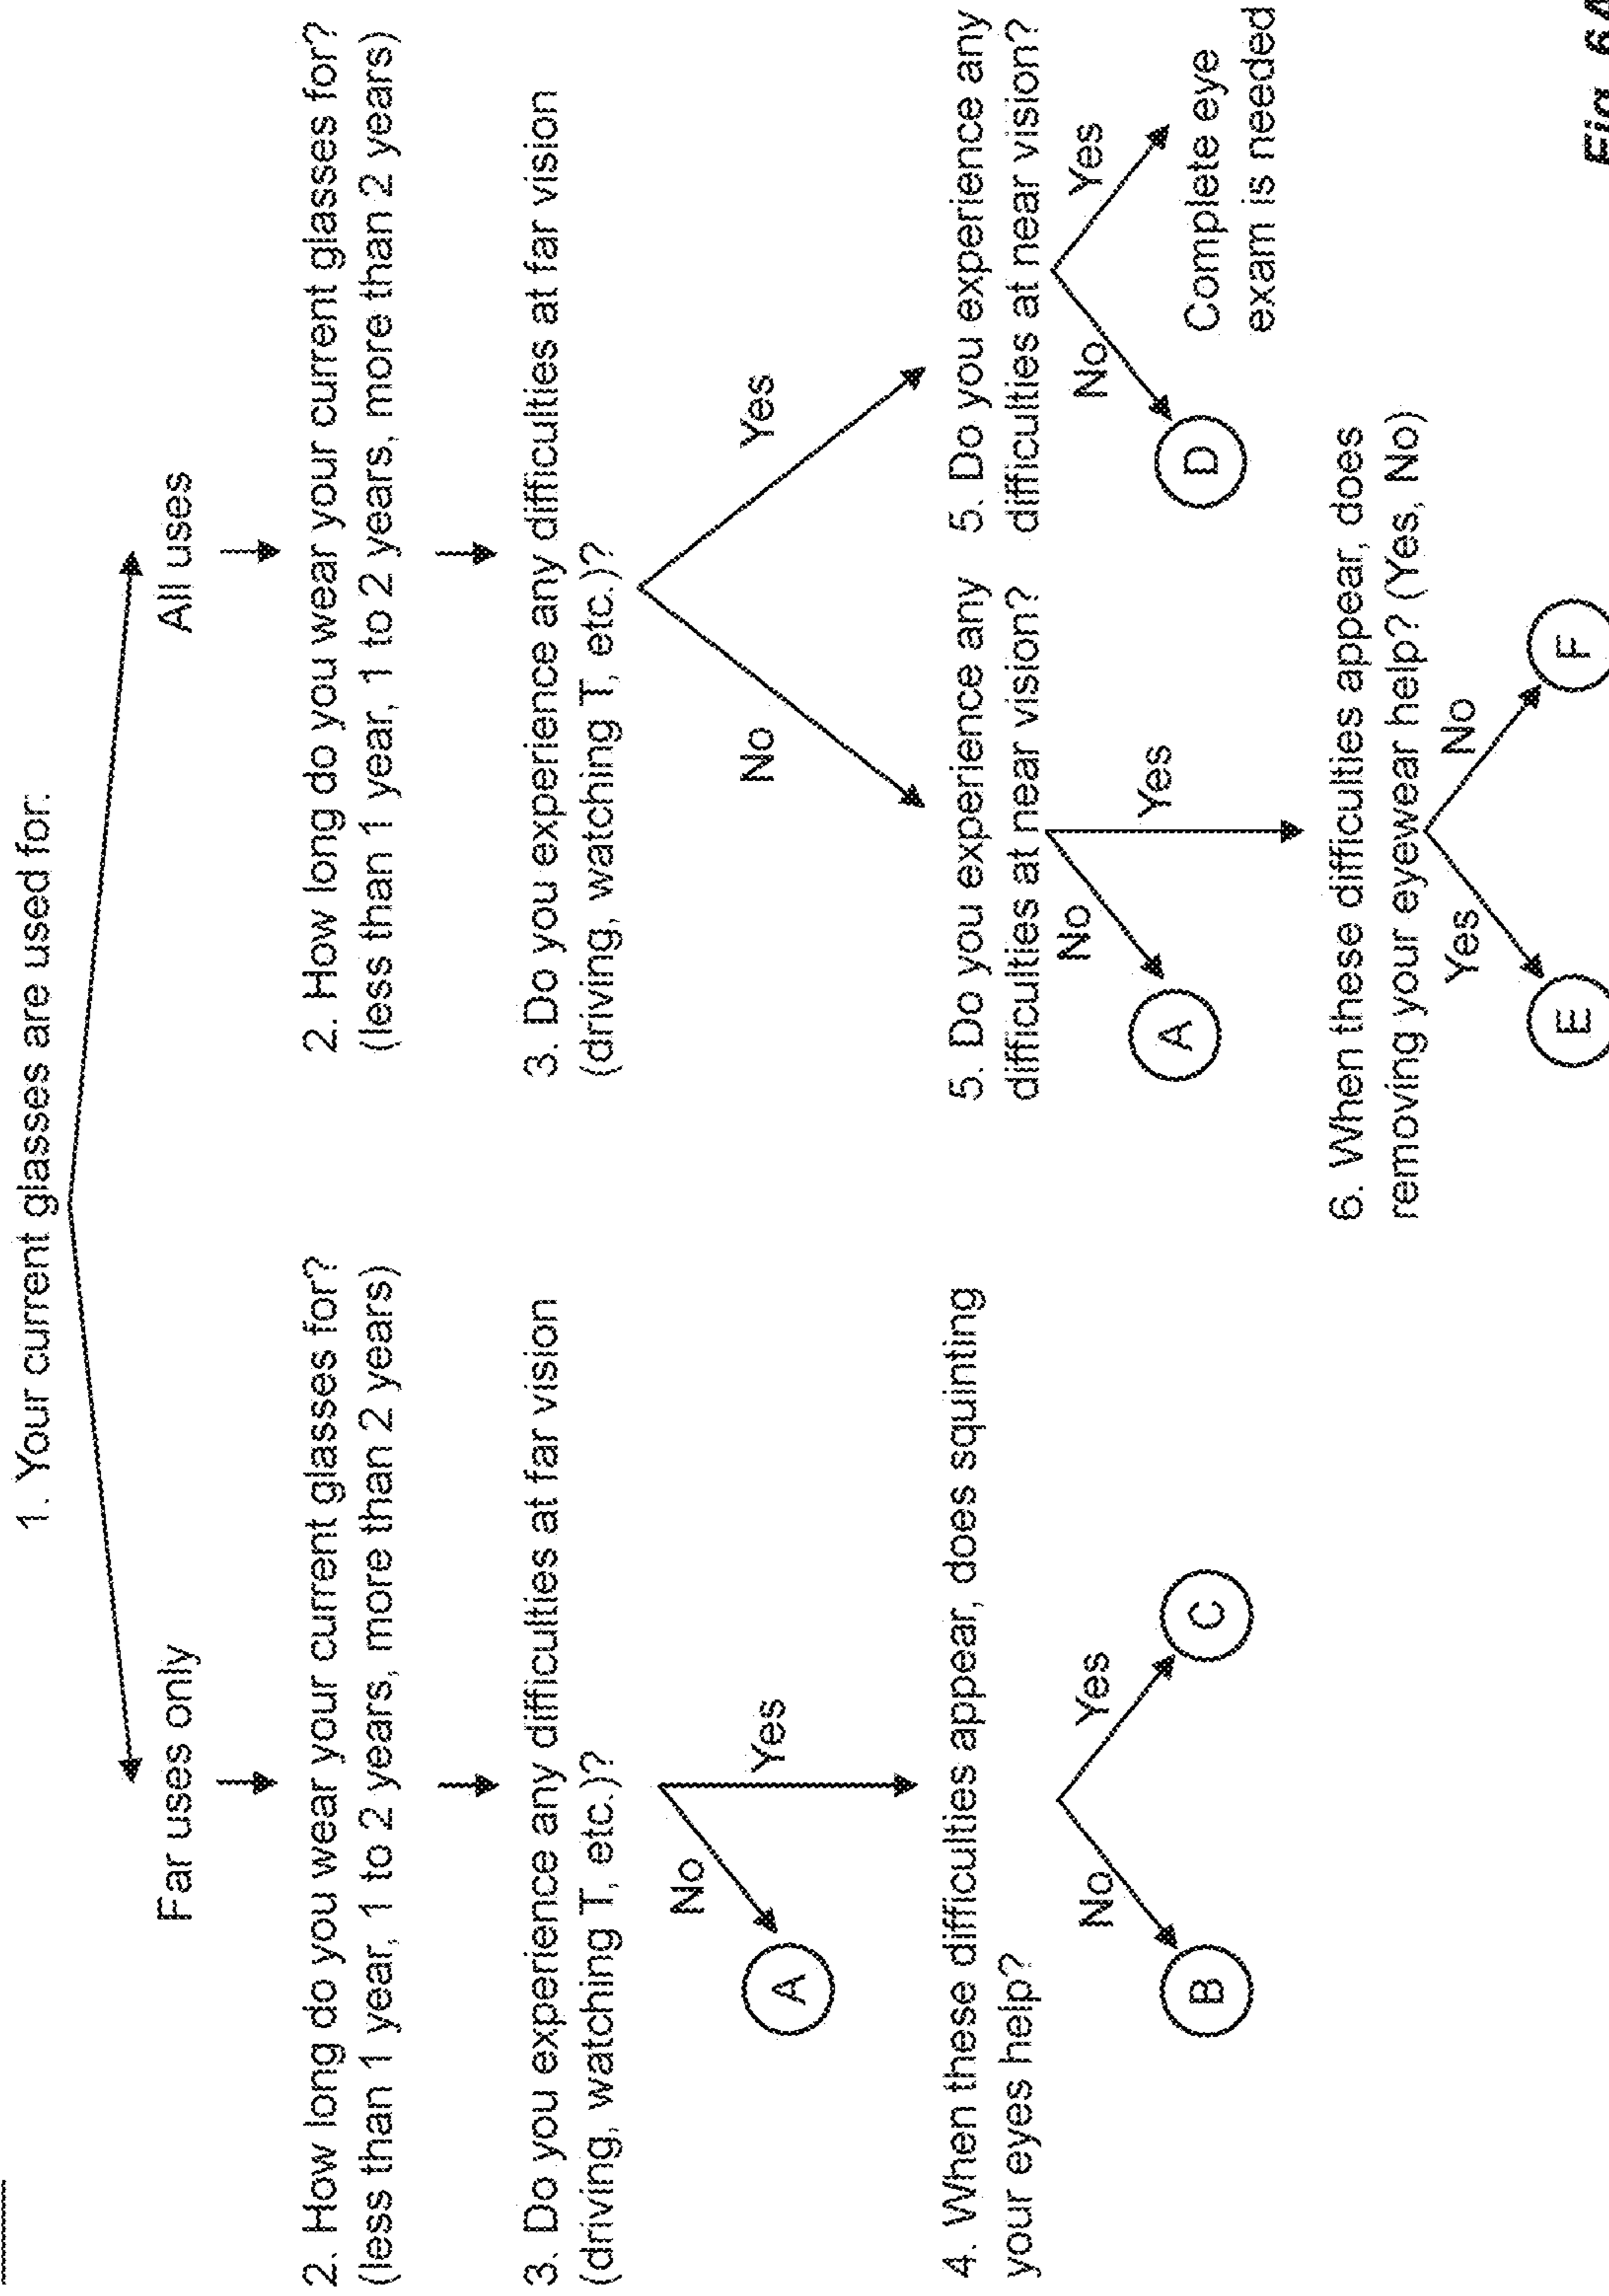 1. Your current glasses are used for:
Far uses only
All uses
2. How long do you wear your current glasses for?
(less than 1 year, 1 to 2 years, more than 2 years)
2. How long do you wear your current glasses for?
(less than 1 year, 1 to 2 years, more than 2 years)
3. Do you experience any difficulties at far vision
(driving, watching T, etc.)?
3. Do you experience any difficulties at far vision
(driving, watching T, etc.)?
No
Yes
No
Yes
A
4. When these difficulties appear, does squinting
your eyes help?
5. Do you experience any
difficulties at near vision?
5. Do you experience any
difficulties at near vision?
No
Yes
B
C
No
Yes
A
No
Yes
D
Complete eye
exam is needed
6. When these difficulties appear, does
removing your eyewear help? (Yes, No)
Yes
No
E
F